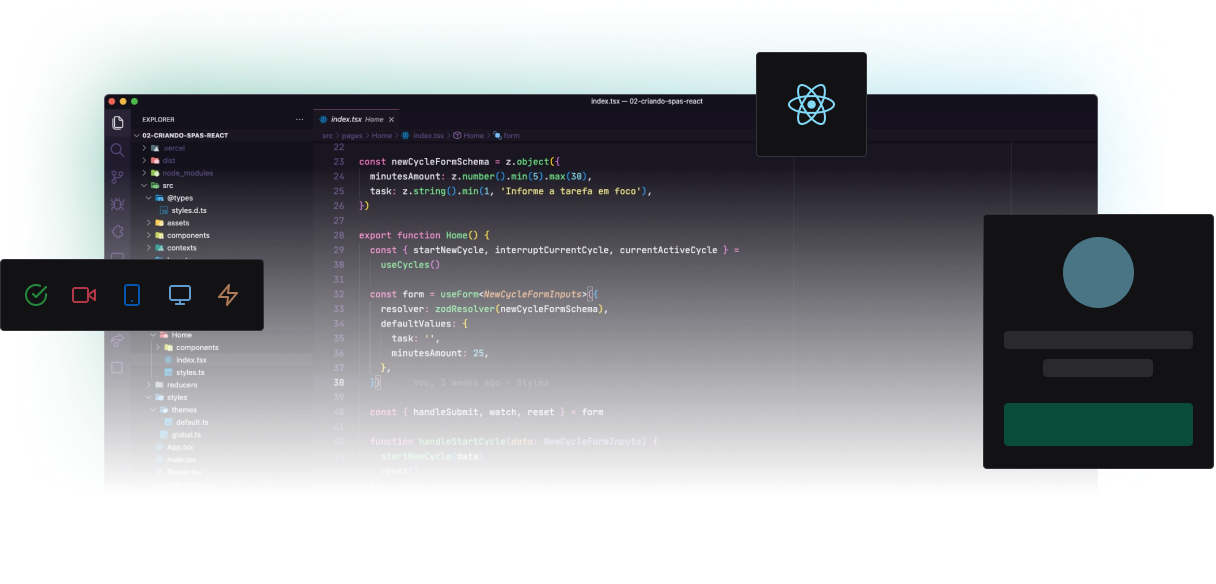 index.tsx — 02-criando-spas-react
EXPLORER ···
02-CRIANDO-SPAS-REACT
.vercel
dist
node_modules
src
@types
styles.d.ts
assets
components
contexts
Home
components
index.tsx
styles.ts
reducers
styles
themes
default.ts
global.ts
App.tsx
main.tsx
Router.tsx
index.tsx Home ×
src > pages > Home > index.tsx > Home > form
22
23 const newCycleFormSchema = z.object({
24 minutesAmount: z.number().min(5).max(30),
25 task: z.string().min(1, 'Informe a tarefa em foco'),
26 })
27
28 export function Home() {
29 const { startNewCycle, interruptCurrentCycle, currentActiveCycle } =
30 useCycles()
31
32 const form = useForm<NewCycleFormInputs>({
33 resolver: zodResolver(newCycleFormSchema),
34 defaultValues: {
35 task: '',
36 minutesAmount: 25,
37 },
38 }) You, 3 weeks ago • Styles
39
40 const { handleSubmit, watch, reset } = form
41
42 function handleStartCycle(data: NewCycleFormInputs) {
43 startNewCycle(data)
reset()